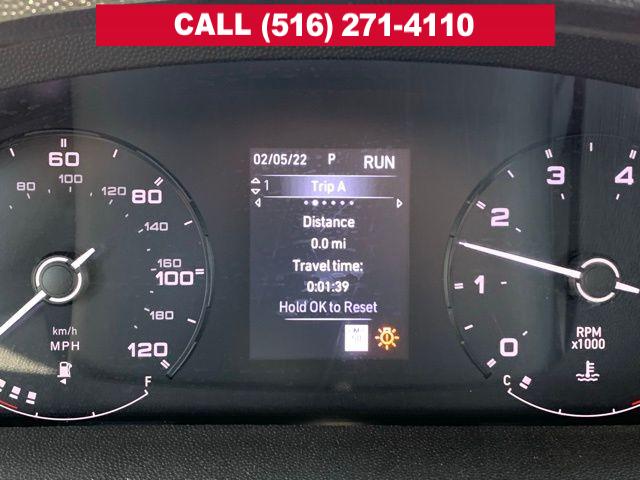 CALL (516) 271-4110
02/05/22 P RUN
1 Trip A
Distance
0.0 mi
Travel time:
0:01:39
Hold OK to Reset
60
80
100
120
80
100
120
140
160
180
km/h
MPH
F
4
3
2
1
0
RPM
x1000
C